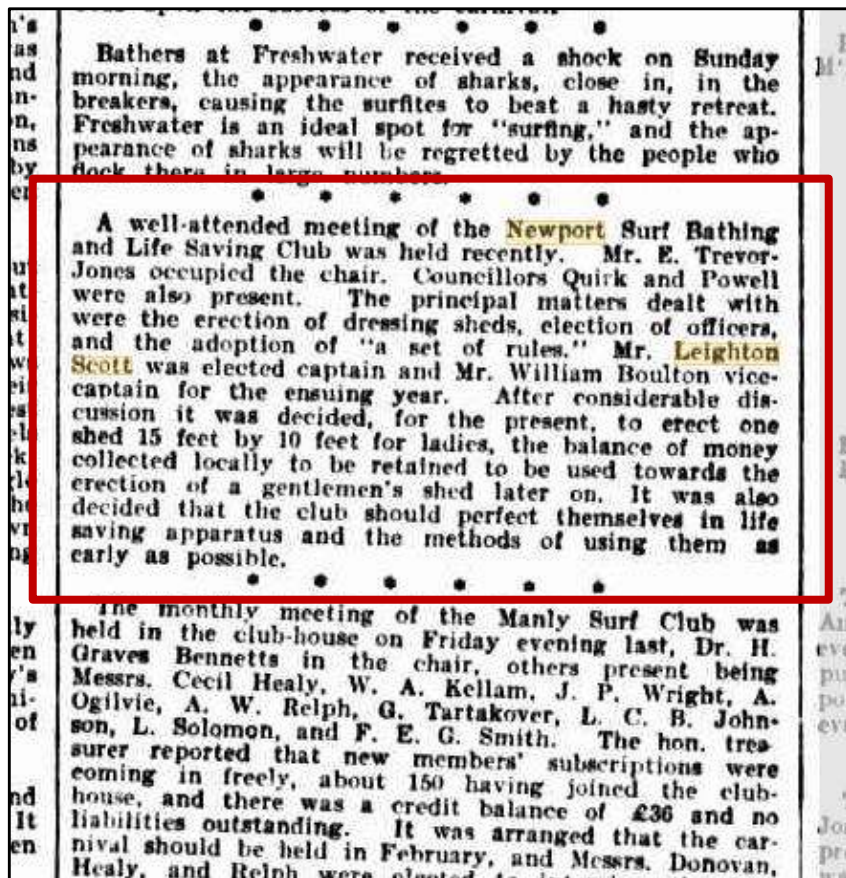 Bathers at Freshwater received a shock on Sunday
morning, the appearance of sharks, close in, in the
breakers, causing the surfites to beat a hasty retreat.
Freshwater is an ideal spot for "surfing," and the ap-
pearance of sharks will be regretted by the people who
flock there in large numbers.
A well-attended meeting of the Newport Surf Bathing
and Life Saving Club was held recently. Mr. E. Trevor-
Jones occupied the chair. Councillors Quirk and Powell
were also present. The principal matters dealt with
were the erection of dressing sheds, election of officers,
and the adoption of "a set of rules." Mr. Leighton
Scott was elected captain and Mr. William Boulton vice-
captain for the ensuing year. After considerable dis-
cussion it was decided, for the present, to erect one
shed 15 feet by 10 feet for ladies, the balance of money
collected locally to be retained to be used towards the
erection of a gentlemen's shed later on. It was also
decided that the club should perfect themselves in life
saving apparatus and the methods of using them as
early as possible.
The monthly meeting of the Manly Surf Club was
held in the club-house on Friday evening last, Dr. H.
Graves Bennetts in the chair, others present being
Messrs. Cecil Healy, W. A. Kellam, J. P. Wright, A.
Ogilvie, A. W. Relph, G. Tartakover, L. C. B. John-
son, L. Solomon, and F. E. G. Smith. The hon. trea-
surer reported that new members' subscriptions were
coming in freely, about 150 having joined the club-
house, and there was a credit balance of £36 and no
liabilities outstanding. It was arranged that the car-
nival should be held in February, and Messrs. Donovan,
Healy, and Relph were elected to